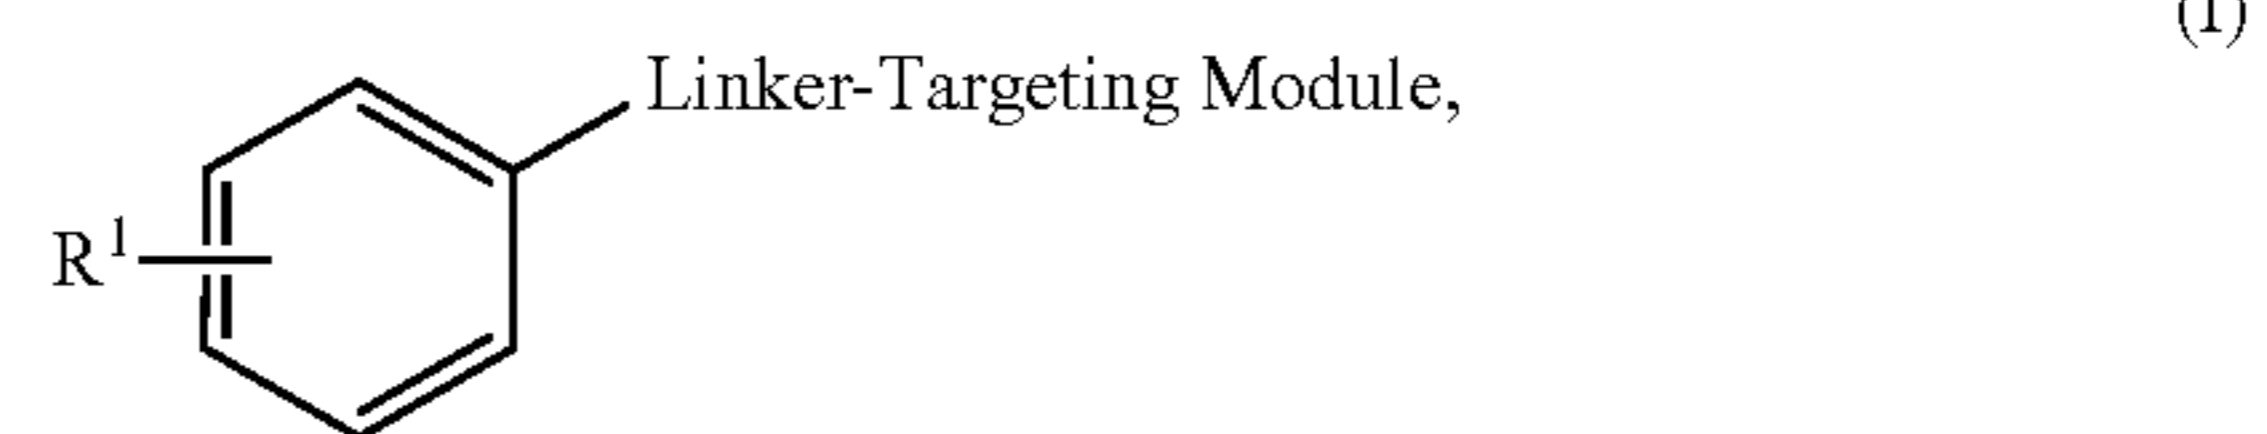 (I)
Linker-Targeting Module,
R¹